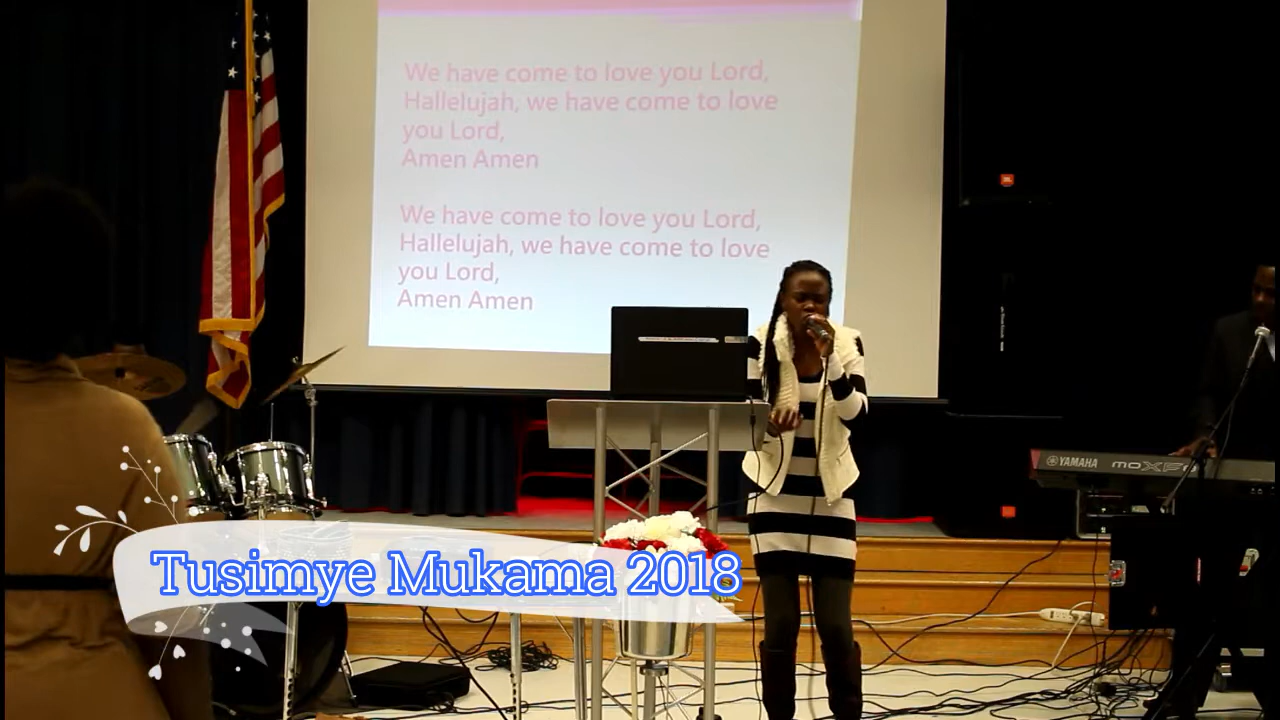 We have come to love you Lord,
Hallelujah, we have come to love
you Lord,
Amen Amen
We have come to love you Lord,
Hallelujah, we have come to love
you Lord,
Amen Amen
YAMAHA MOXF
Tusimye Mukama 2018